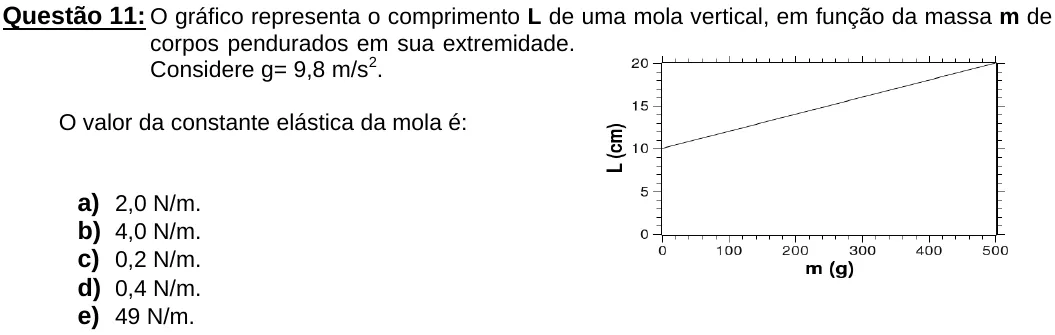 Questão 11: O gráfico representa o comprimento L de uma mola vertical, em função da massa m de
corpos pendurados em sua extremidade.
Considere g= 9,8 m/s².
O valor da constante elástica da mola é:
a) 2,0 N/m.
b) 4,0 N/m.
c) 0,2 N/m.
d) 0,4 N/m.
e) 49 N/m.
20
15
10
5
0
L (cm)
0 100 200 300 400 500
m (g)